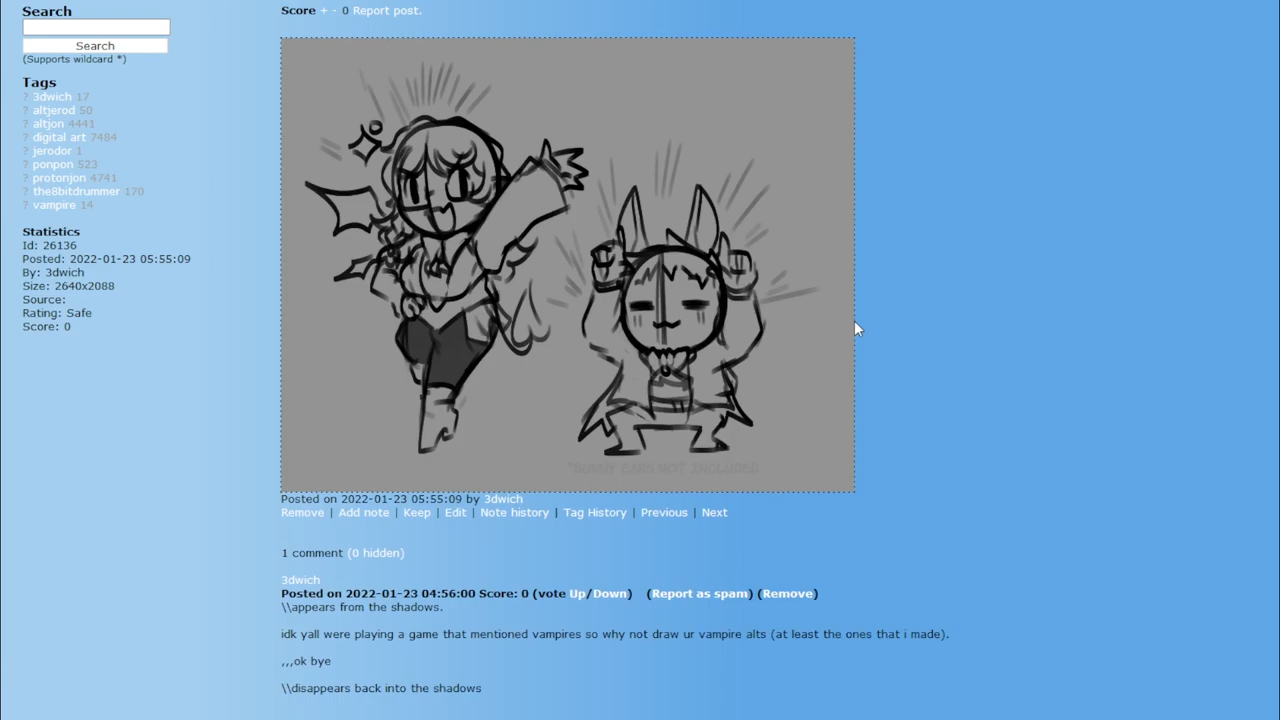 Search
Score + - 0 Report post.
Search
(Supports wildcard *)
Tags
? 3dwich 17
? altjerod 50
? altjon 4441
? digital art 7484
? jerodor 1
? ponpon 523
? protonjon 4741
? the8bitdrummer 170
? vampire 14
Statistics
Id: 26136
Posted: 2022-01-23 05:55:09
By: 3dwich
Size: 2640x2088
Source:
Rating: Safe
Score: 0
*BUNNY EARS NOT INCLUDED
Posted on 2022-01-23 05:55:09 by 3dwich
Remove | Add note | Keep | Edit | Note history | Tag History | Previous | Next
1 comment (0 hidden)
3dwich
Posted on 2022-01-23 04:56:00 Score: 0 (vote Up/Down) (Report as spam) (Remove)
\\appears from the shadows.
idk yall were playing a game that mentioned vampires so why not draw ur vampire alts (at least the ones that i made).
,,,ok bye
\\disappears back into the shadows